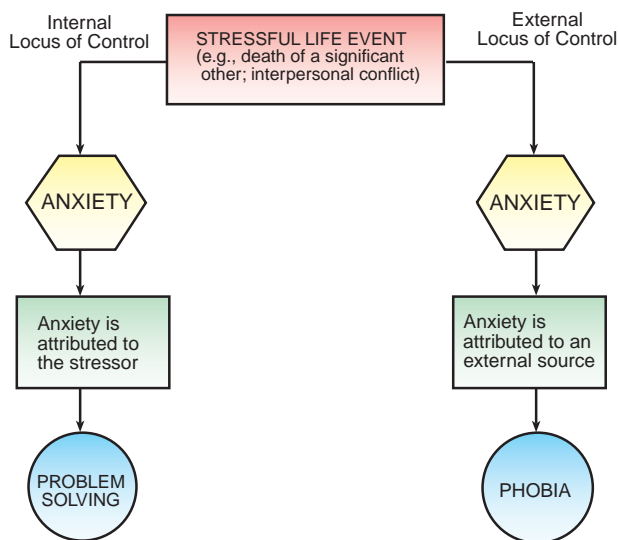 Internal
Locus of Control
STRESSFUL LIFE EVENT
(e.g., death of a significant
other; interpersonal conflict)
External
Locus of Control
ANXIETY
ANXIETY
Anxiety is
attributed to
the stressor
Anxiety is
attributed to an
external source
PROBLEM
SOLVING
PHOBIA